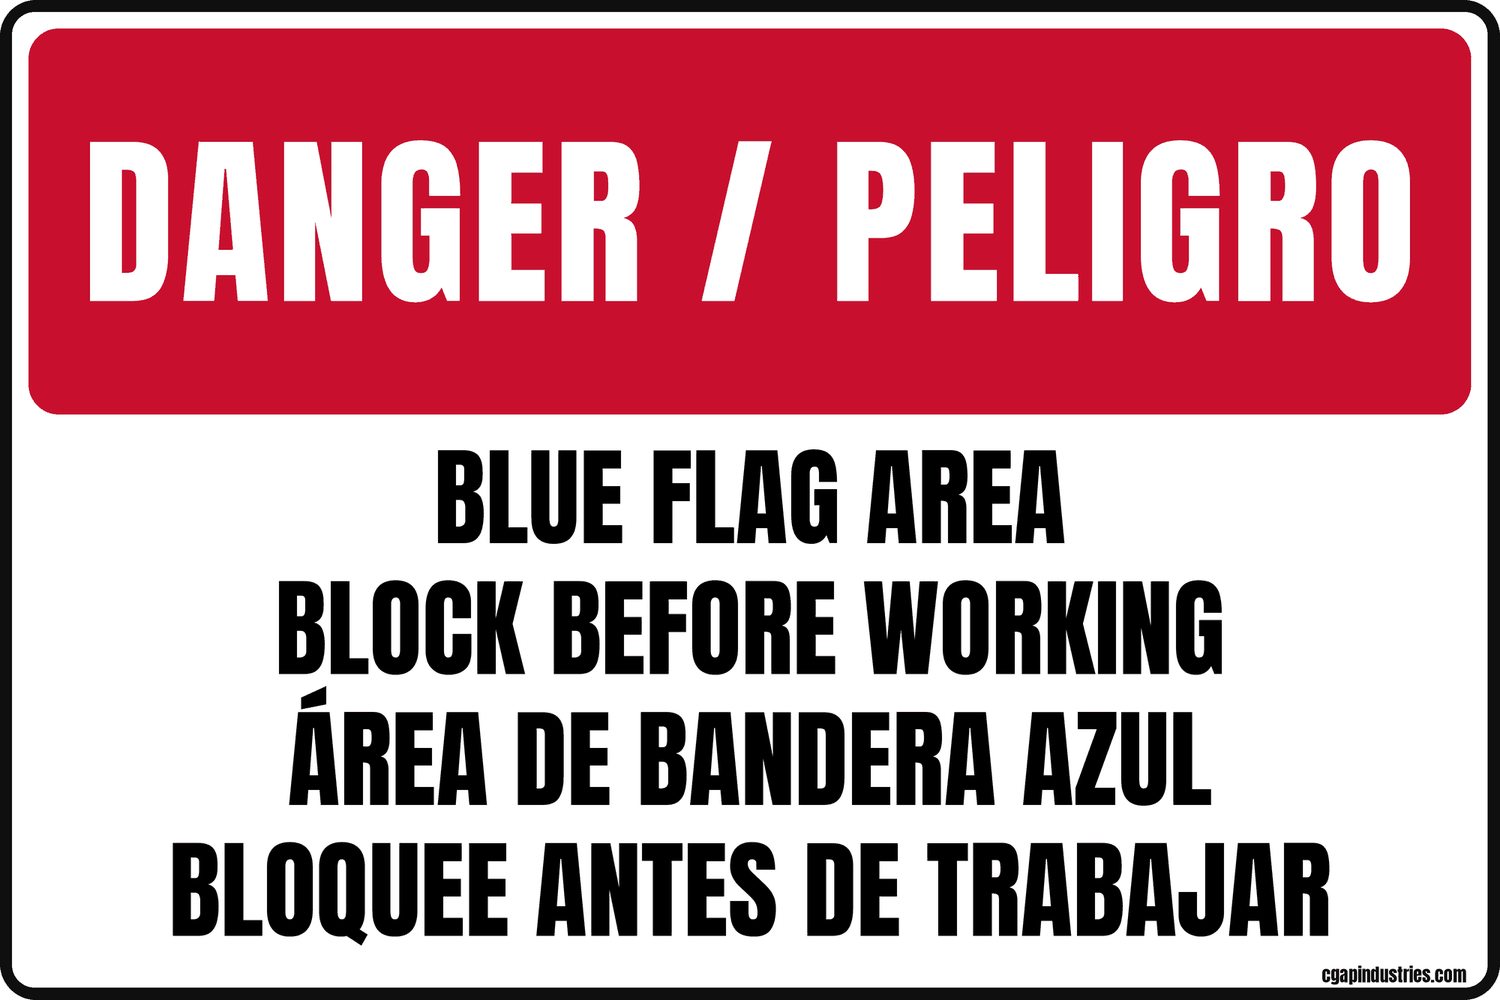 DANGER / PELIGRO
BLUE FLAG AREA
BLOCK BEFORE WORKING
ÁREA DE BANDERA AZUL
BLOQUEE ANTES DE TRABAJAR
cgapindustries.com